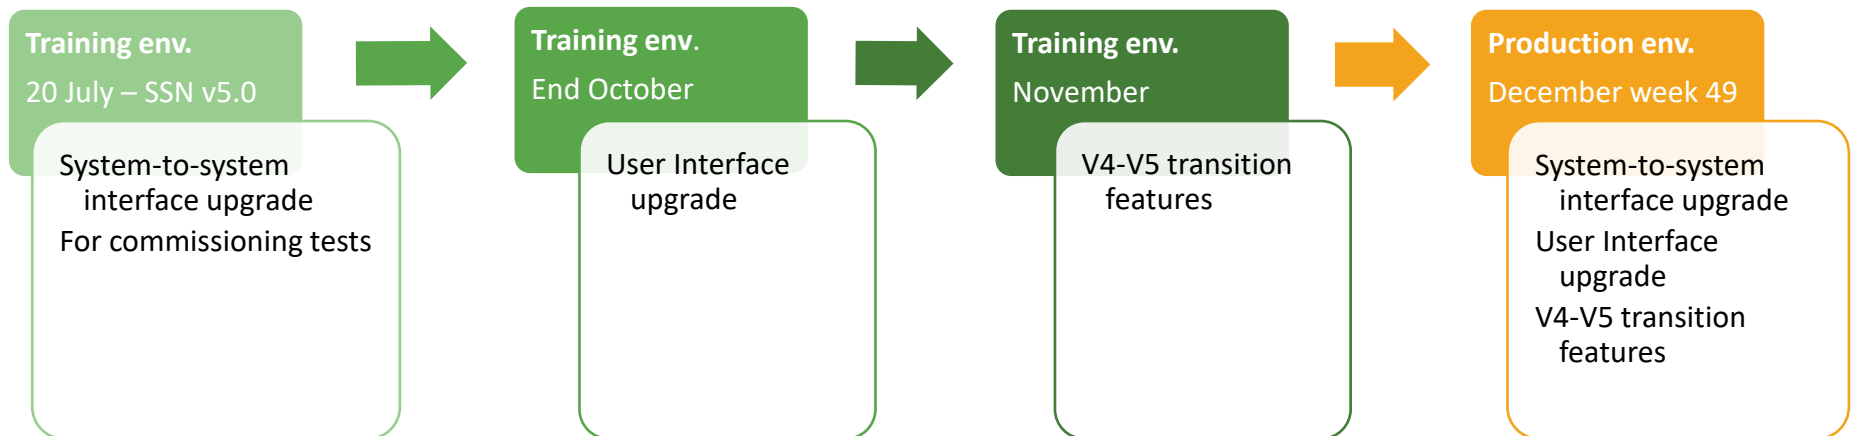 Training env.
20 July – SSN v5.0
System-to-system
interface upgrade
For commissioning tests
Training env.
End October
User Interface
upgrade
Training env.
November
V4-V5 transition
features
Production env.
December week 49
System-to-system
interface upgrade
User Interface
upgrade
V4-V5 transition
features